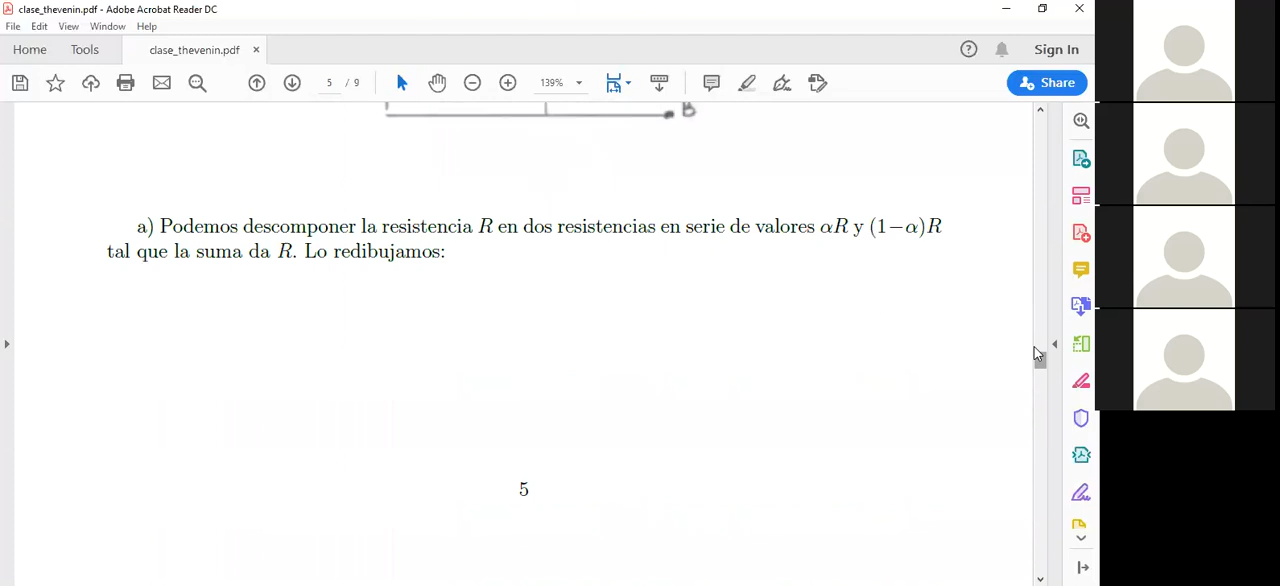 clase_thevenin.pdf - Adobe Acrobat Reader DC
File Edit View Window Help
Home Tools clase_thevenin.pdf × Sign In
5 / 9 139% Share
B
a) Podemos descomponer la resistencia R en dos resistencias en serie de valores αR y (1−α)R
tal que la suma da R. Lo redibujamos:
5